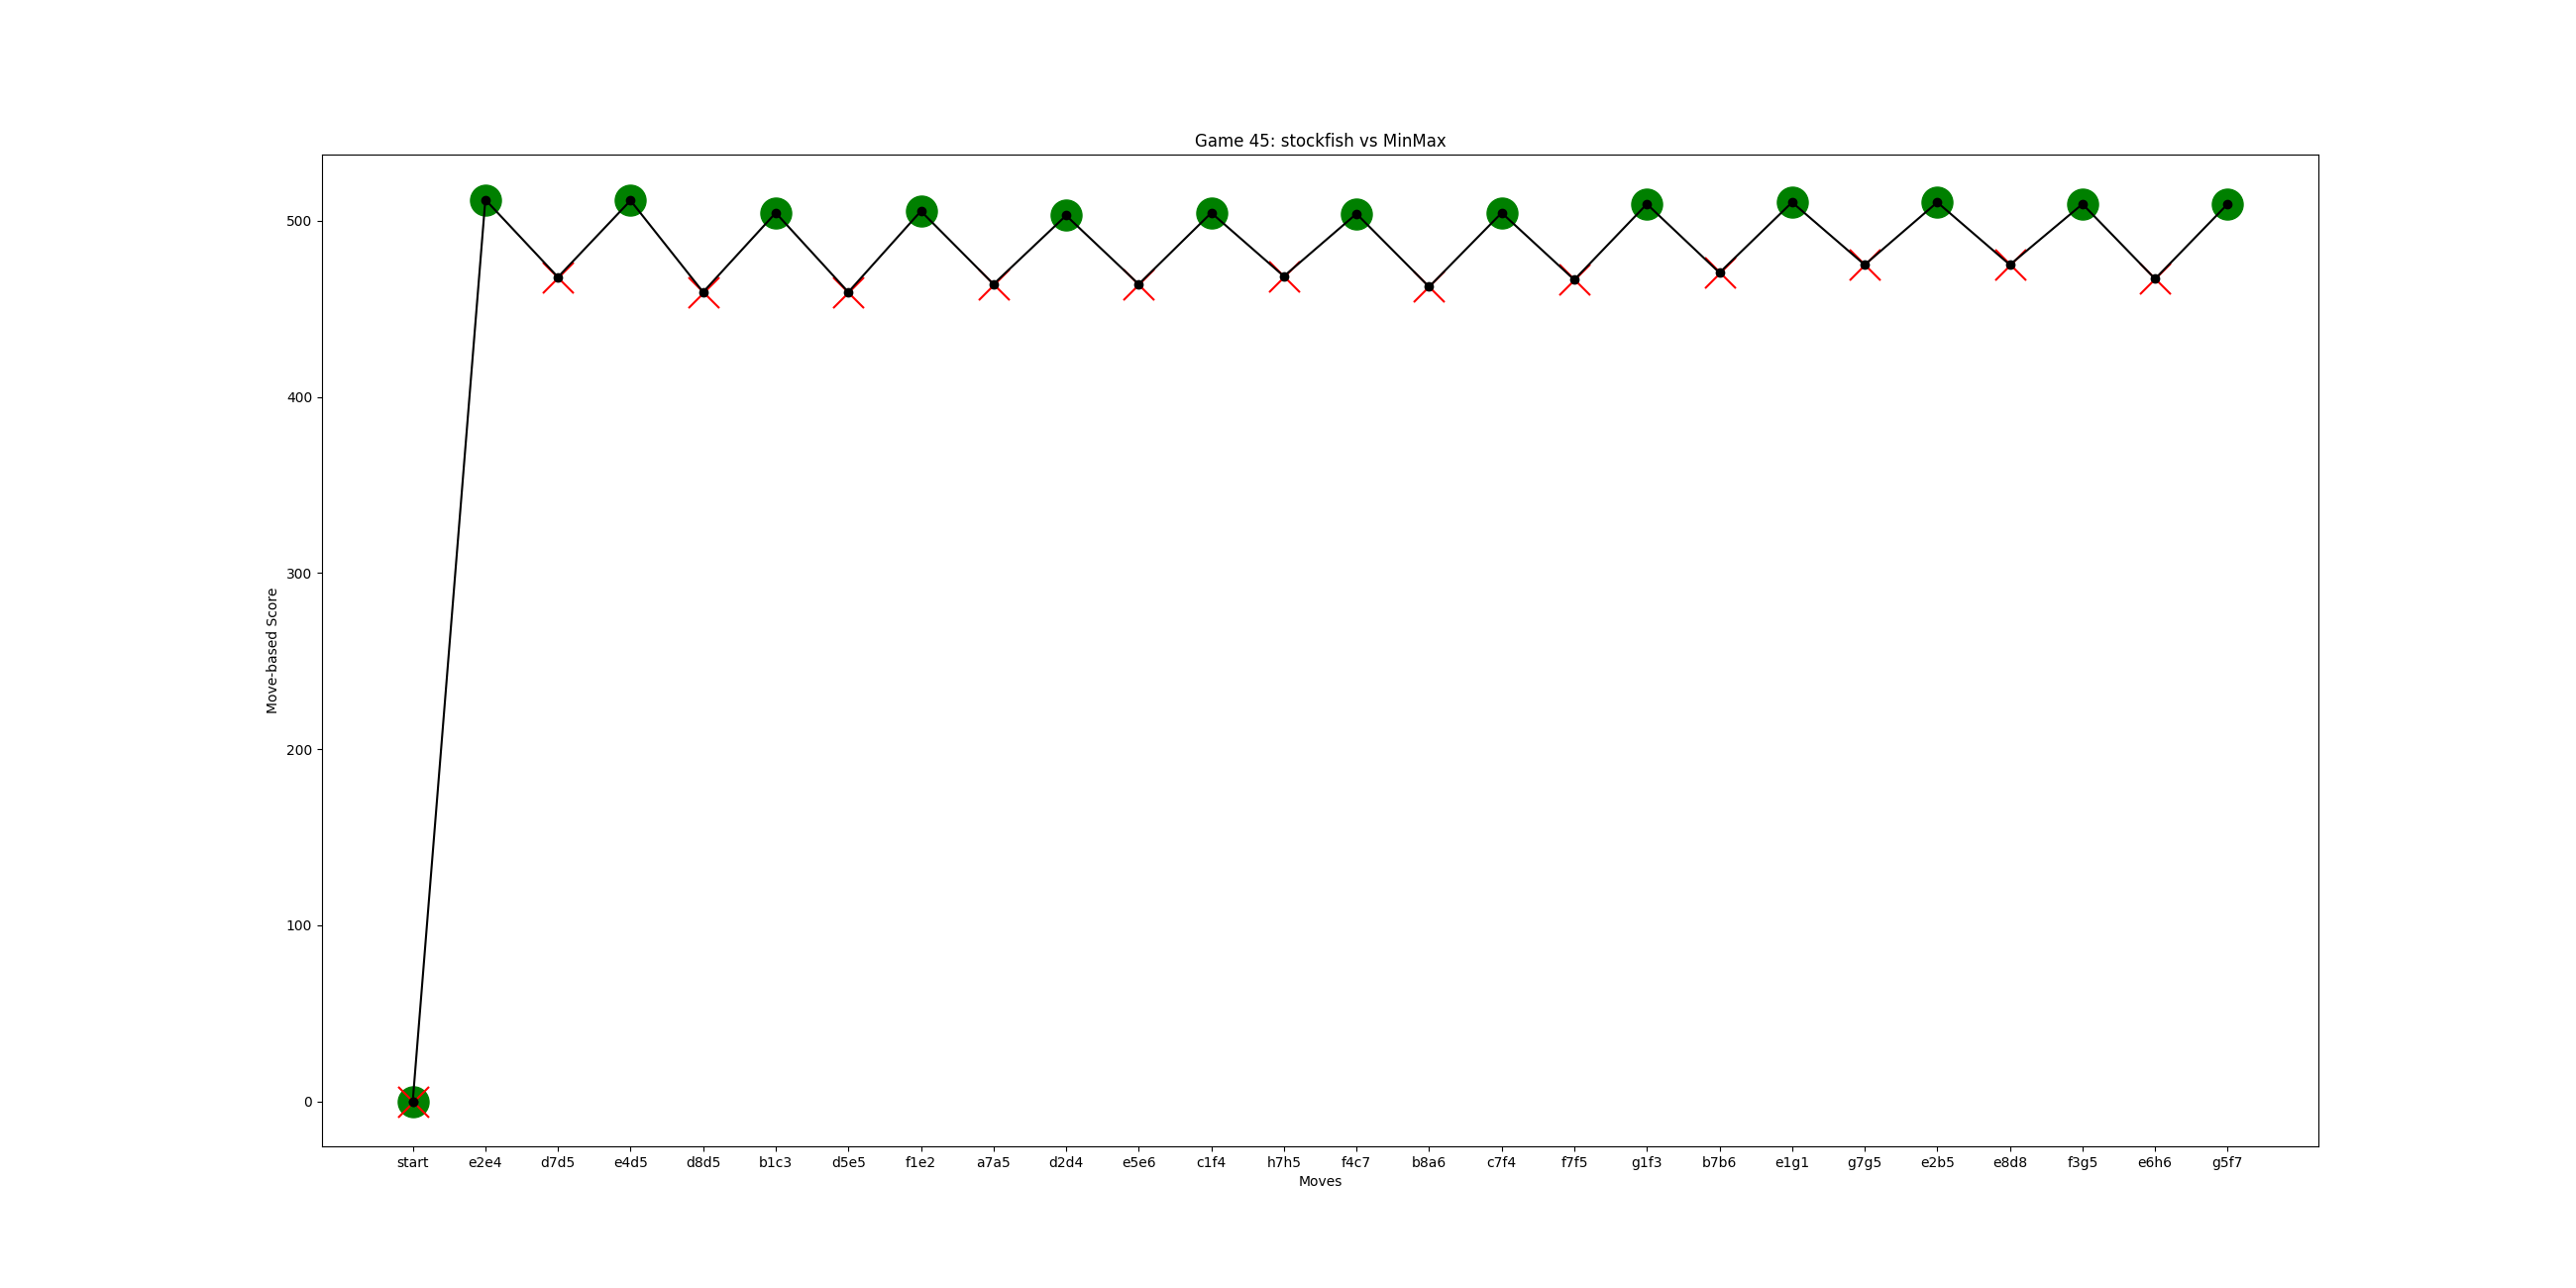 Game 45: stockfish vs MinMax
Move-based Score
500
400
300
200
100
0
start e2e4 d7d5 e4d5 d8d5 b1c3 d5e5 f1e2 a7a5 d2d4 e5e6 c1f4 h7h5 f4c7 b8a6 c7f4 f7f5 g1f3 b7b6 e1g1 g7g5 e2b5 e8d8 f3g5 e6h6 g5f7
Moves